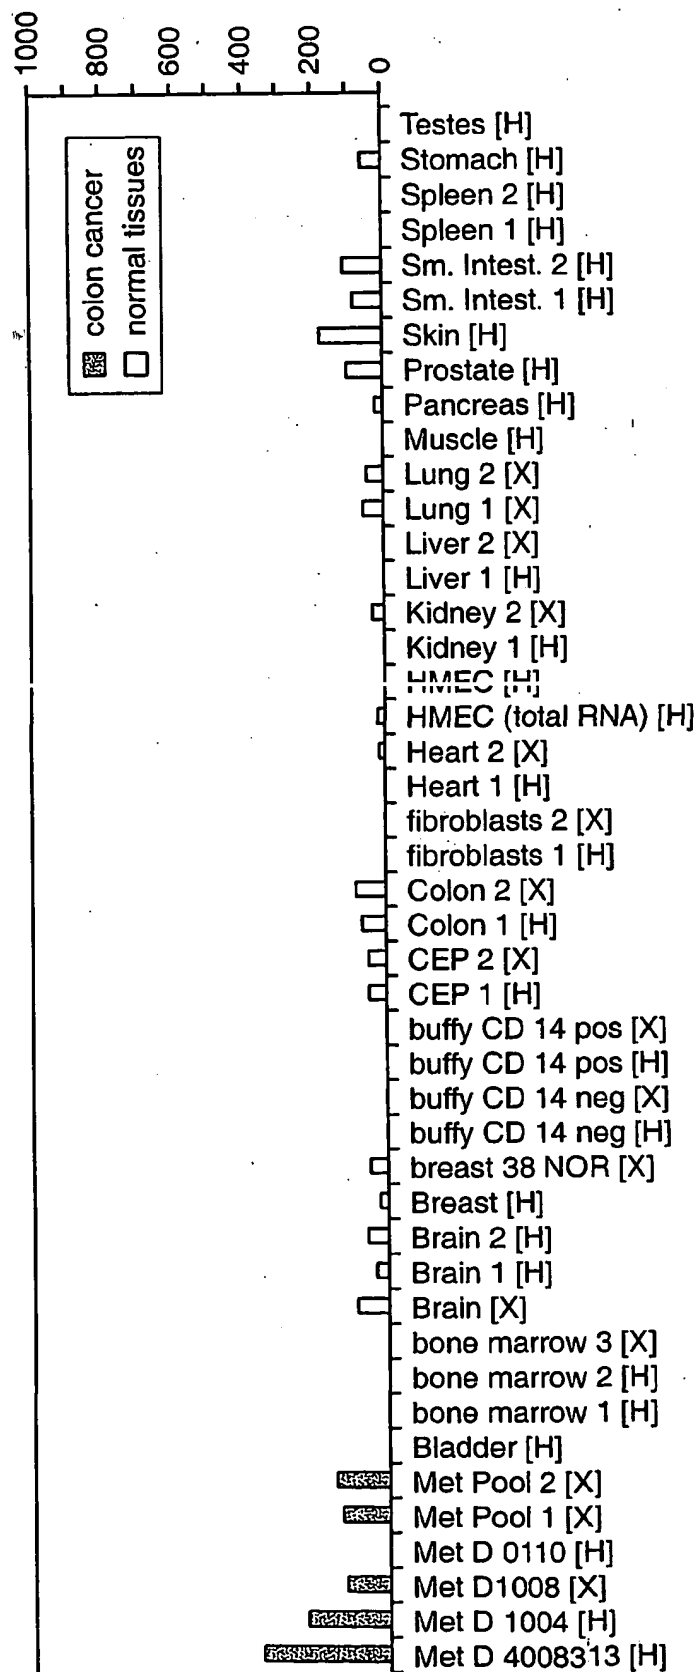 1000
800
600
400
200
0
colon cancer
normal tissues
Testes [H]
Stomach [H]
Spleen 2 [H]
Spleen 1 [H]
Sm. Intest. 2 [H]
Sm. Intest. 1 [H]
Skin [H]
Prostate [H]
Pancreas [H]
Muscle [H]
Lung 2 [X]
Lung 1 [X]
Liver 2 [X]
Liver 1 [H]
Kidney 2 [X]
Kidney 1 [H]
HMEC [H]
HMEC (total RNA) [H]
Heart 2 [X]
Heart 1 [H]
fibroblasts 2 [X]
fibroblasts 1 [H]
Colon 2 [X]
Colon 1 [H]
CEP 2 [X]
CEP 1 [H]
buffy CD 14 pos [X]
buffy CD 14 pos [H]
buffy CD 14 neg [X]
buffy CD 14 neg [H]
breast 38 NOR [X]
Breast [H]
Brain 2 [H]
Brain 1 [H]
Brain [X]
bone marrow 3 [X]
bone marrow 2 [H]
bone marrow 1 [H]
Bladder [H]
Met Pool 2 [X]
Met Pool 1 [X]
Met D 0110 [H]
Met D1008 [X]
Met D 1004 [H]
Met D 4008313 [H]